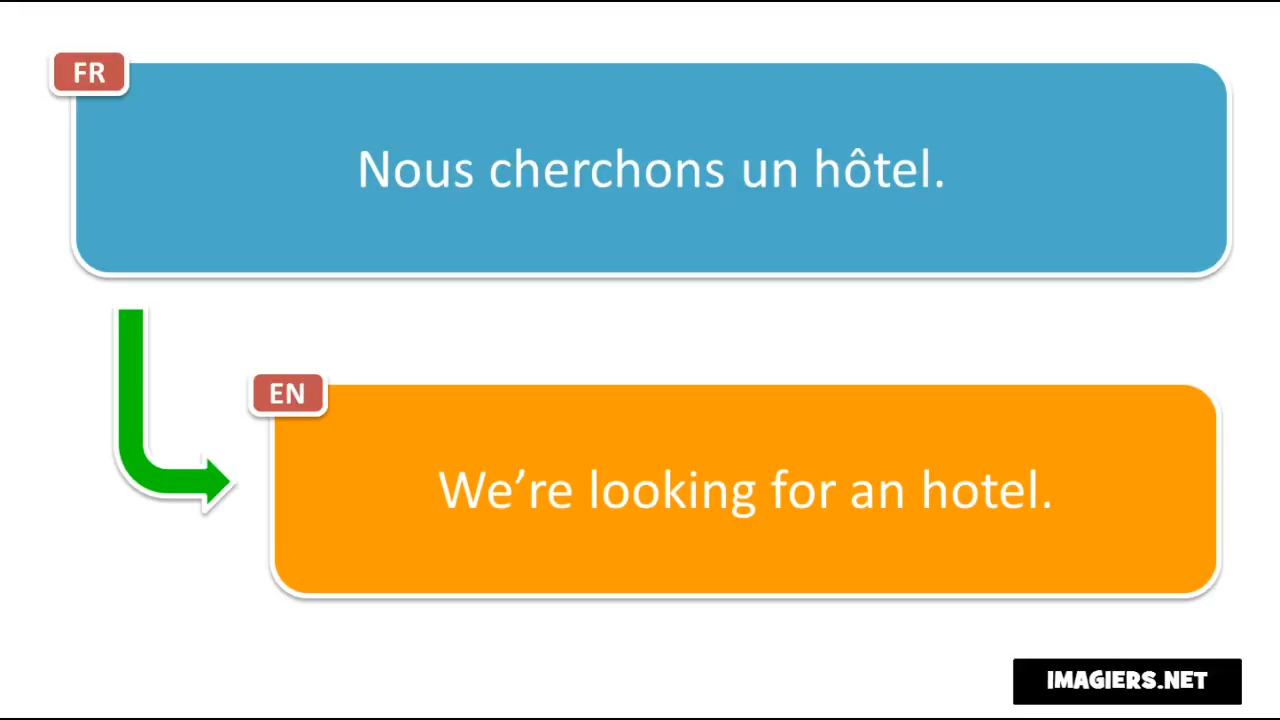 FR
Nous cherchons un hôtel.
EN
We’re looking for an hotel.
IMAGIERS.NET